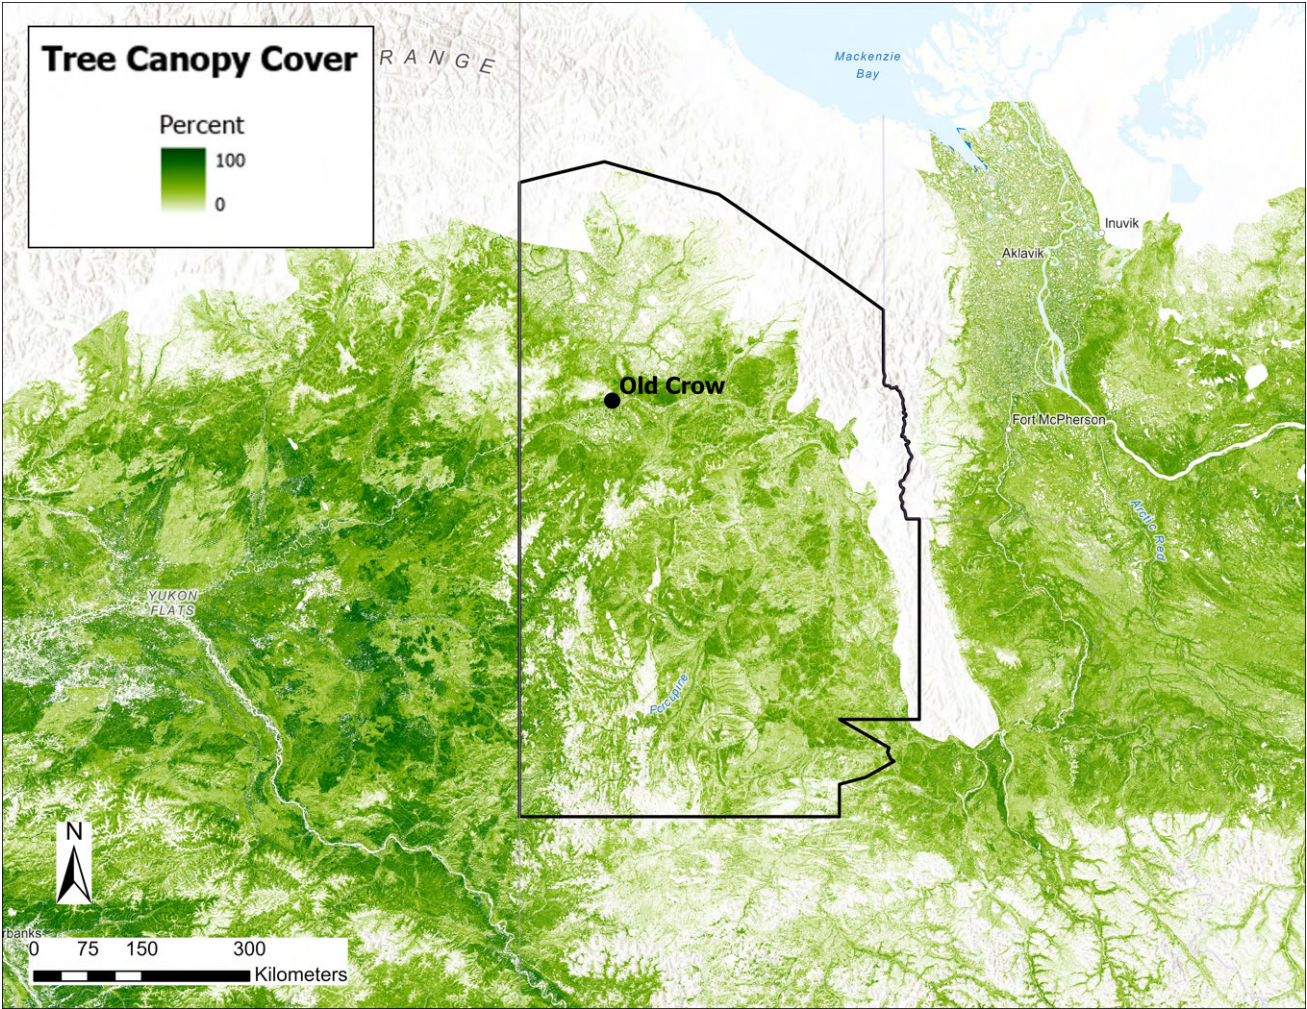 Tree Canopy Cover
Percent
100
0
RANGE
Mackenzie
Bay
Inuvik
Aklavik
Old Crow
Fort McPherson
Arctic Red
YUKON
FLATS
Porcupine
N
rbanks
0 75 150 300
Kilometers